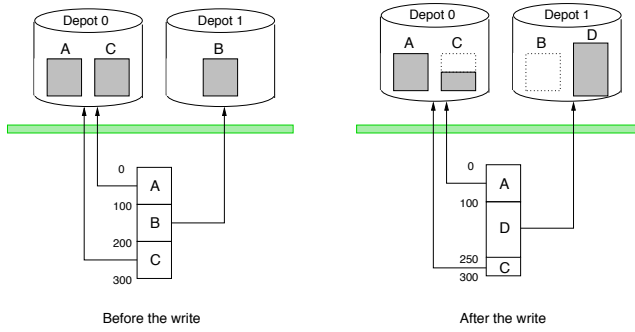 Depot 0
Depot 1
A
C
B
0
A
100
B
200
C
300
Before the write
Depot 0
Depot 1
A
C
B
D
0
A
100
D
250
C
300
After the write